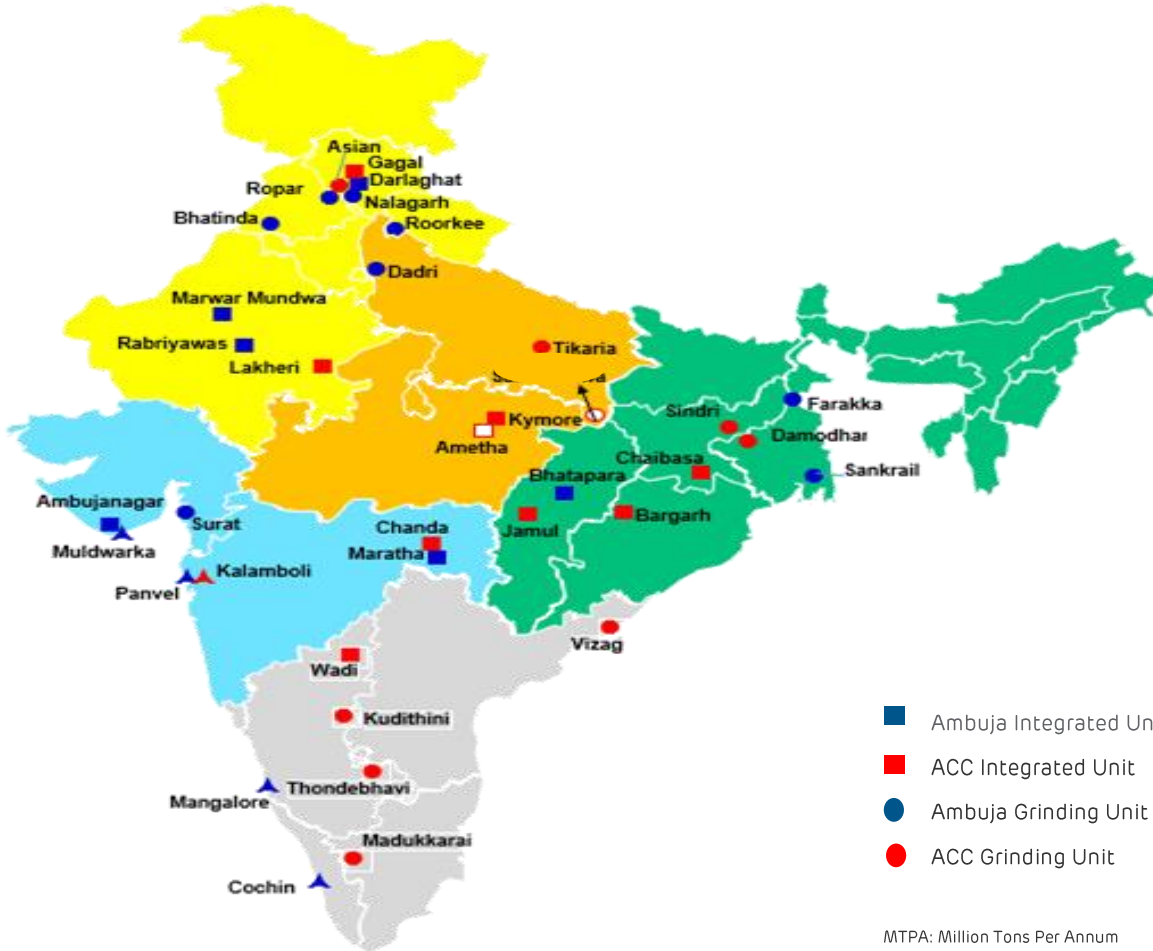 Asian
Gagal
Darlaghat
Ropar
Nalagarh
Bhatinda
Roorkee
Dadri
Marwar Mundwa
Rabriyawas
Lakheri
Tikaria
Kymore
Ametha
Sindri
Farakka
Damodhar
Chaibasa
Sankrail
Bhatapara
Bargarh
Jamul
Ambujanagar
Surat
Muldwarka
Chanda
Maratha
Kalamboli
Panvel
Vizag
Wadi
Kudithini
Thondebhavi
Mangalore
Madukkarai
Cochin
Ambuja Integrated Un
ACC Integrated Unit
Ambuja Grinding Unit
ACC Grinding Unit
MTPA: Million Tons Per Annum